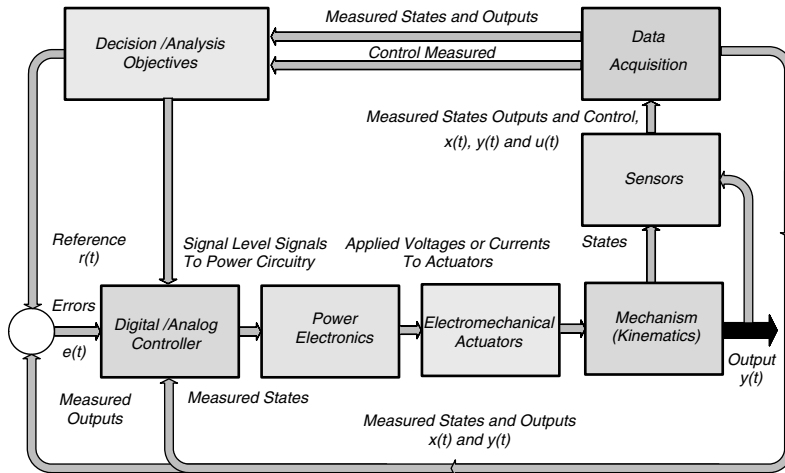 Measured States and Outputs
Decision /Analysis
Objectives
Control Measured
Data
Acquisition
Measured States Outputs and Control,
x(t), y(t) and u(t)
Sensors
Reference
r(t)
Signal Level Signals
To Power Circuitry
Applied Voltages or Currents
To Actuators
States
Errors
e(t)
Digital /Analog
Controller
Power
Electronics
Electromechanical
Actuators
Mechanism
(Kinematics)
Output
y(t)
Measured
Outputs
Measured States
Measured States and Outputs
x(t) and y(t)